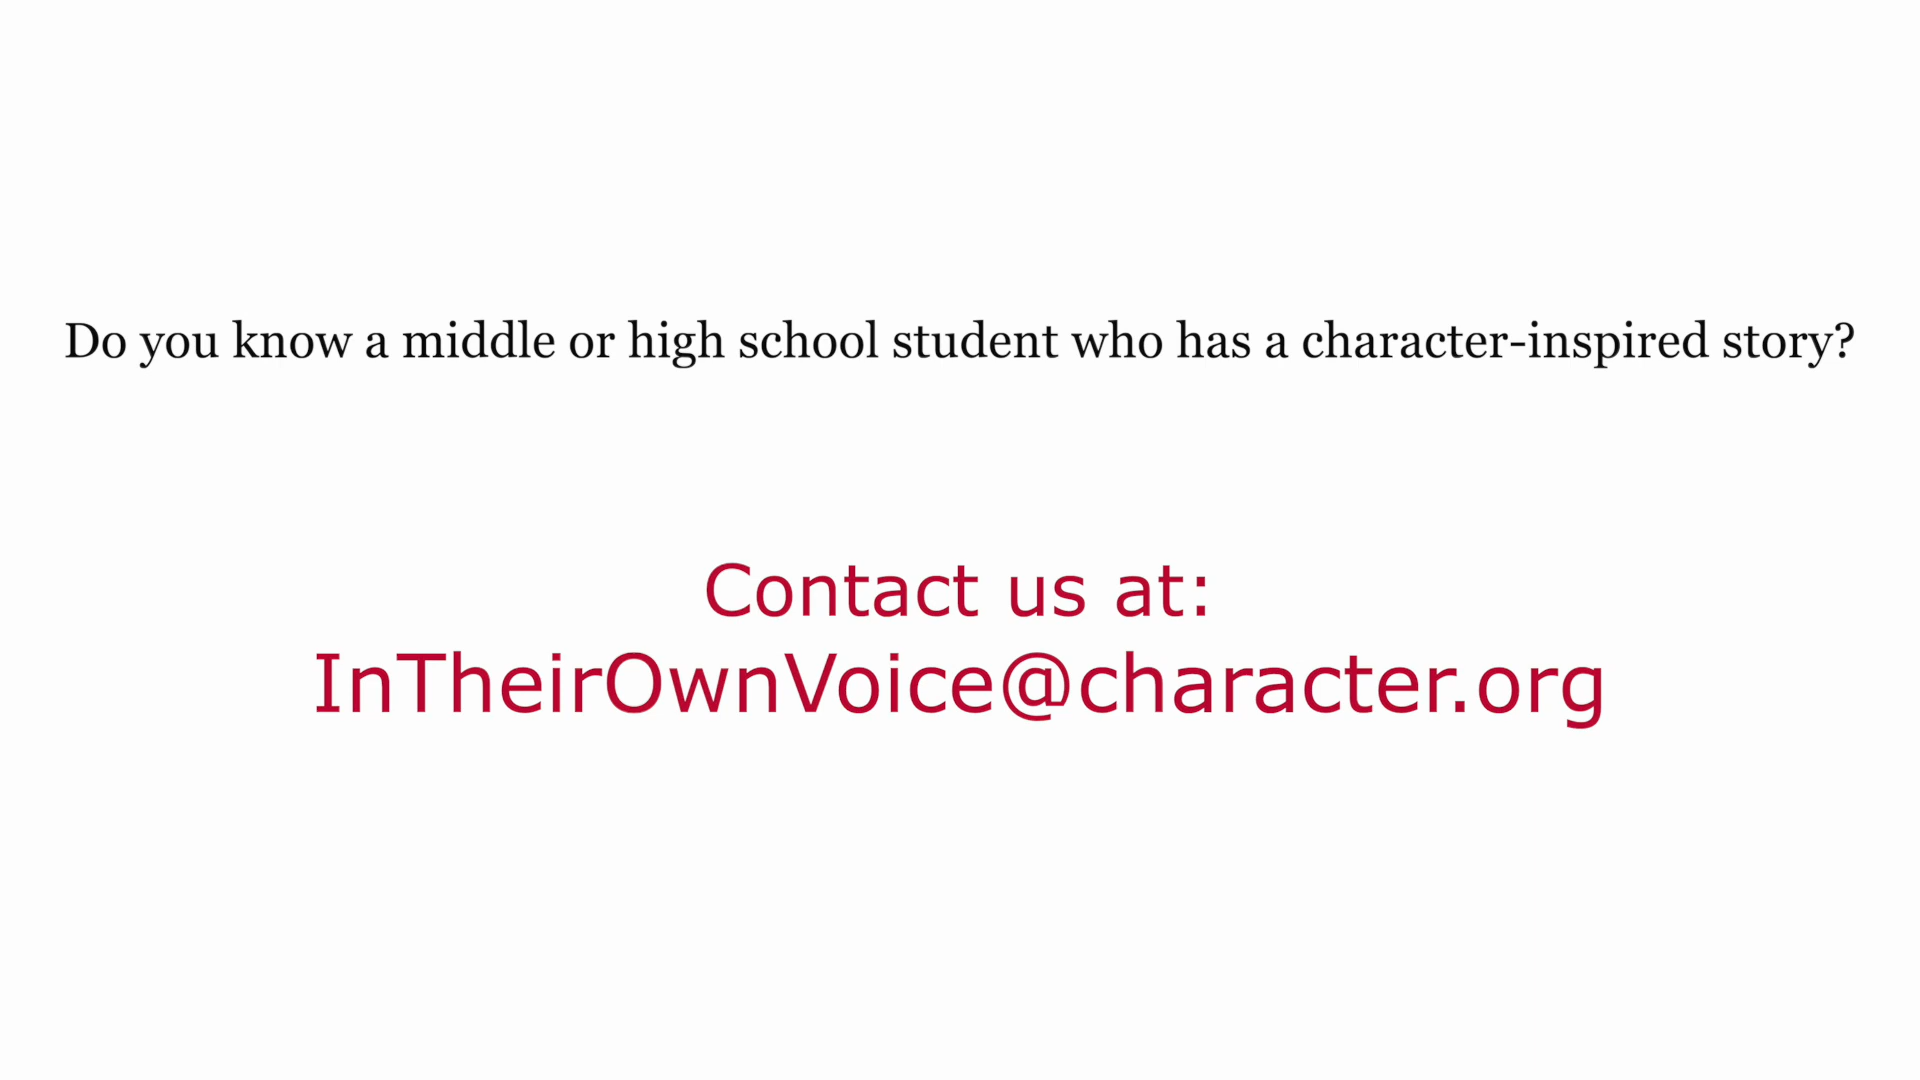 Do you know a middle or high school student who has a character-inspired story?
Contact us at:
InTheirOwnVoice@character.org